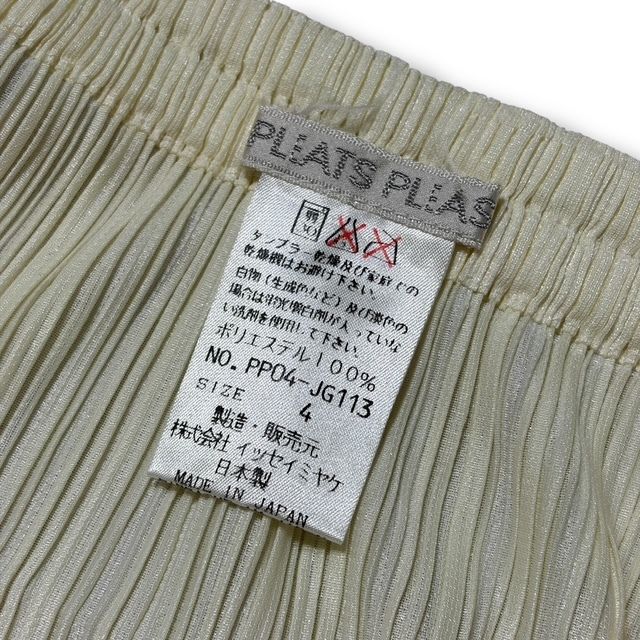 PLEATS PLEAS
弱
40
タンブラー乾燥及び家庭での
乾燥機はお避け下さい。
白物(生成色など)及び淡色の
場合は蛍光増白剤が入っていな
い洗剤を使用して下さい。
ポリエステル100%
NO. PP04-JG113
SIZE
4
製造・販売元
株式会社 イッセイミヤケ
日本製
MADE IN JAPAN